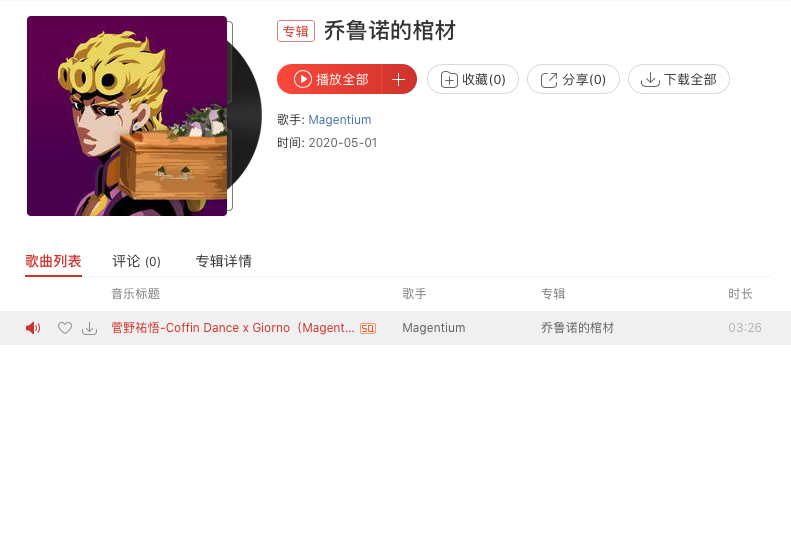 专辑 乔鲁诺的棺材
播放全部 收藏(0) 分享(0) 下载全部
歌手: Magentium
时间: 2020-05-01
歌曲列表 评论 (0) 专辑详情
音乐标题 歌手 专辑 时长
菅野祐悟-Coffin Dance x Giorno（Magent... SQ Magentium 乔鲁诺的棺材 03:26